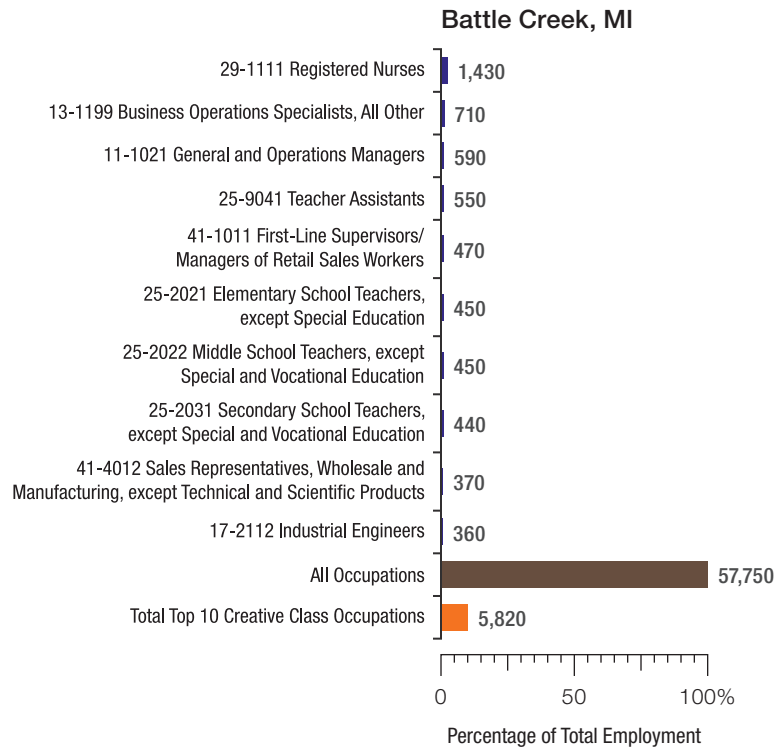 Battle Creek, MI
29-1111 Registered Nurses 1,430
13-1199 Business Operations Specialists, All Other 710
11-1021 General and Operations Managers 590
25-9041 Teacher Assistants 550
41-1011 First-Line Supervisors/
Managers of Retail Sales Workers 470
25-2021 Elementary School Teachers,
except Special Education 450
25-2022 Middle School Teachers, except
Special and Vocational Education 450
25-2031 Secondary School Teachers,
except Special and Vocational Education 440
41-4012 Sales Representatives, Wholesale and
Manufacturing, except Technical and Scientific Products 370
17-2112 Industrial Engineers 360
All Occupations 57,750
Total Top 10 Creative Class Occupations 5,820
0 50 100%
Percentage of Total Employment